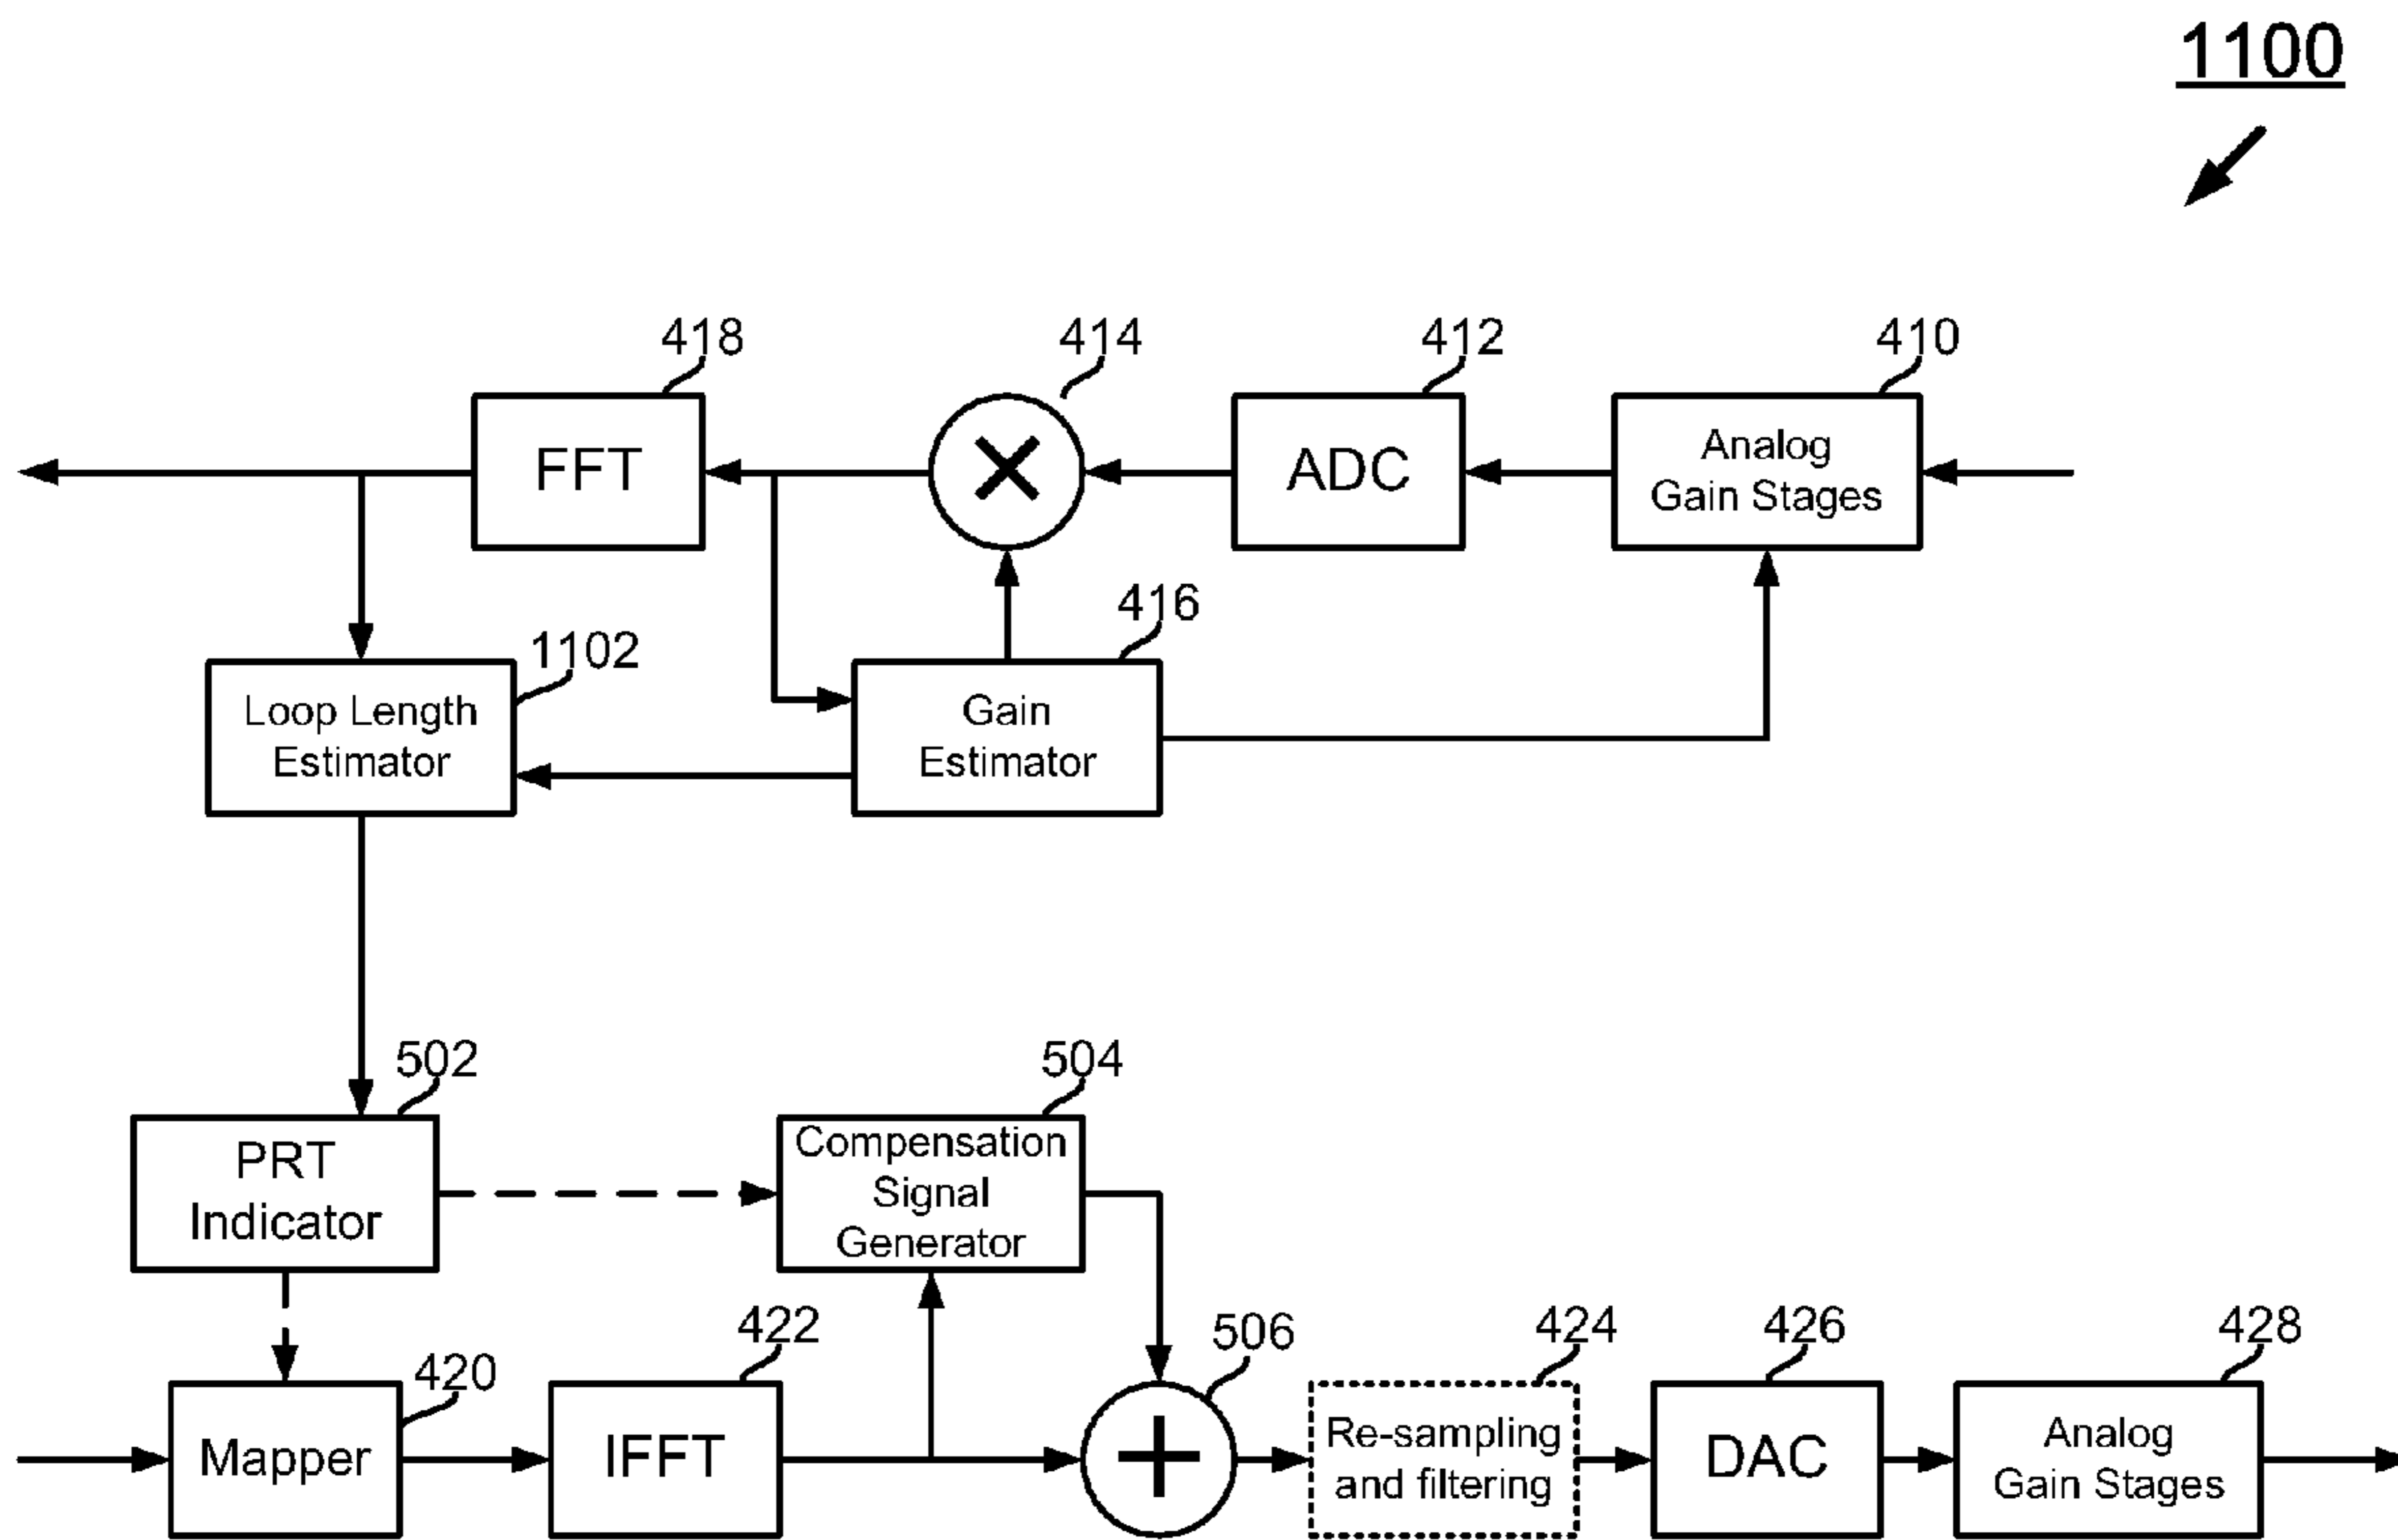 1100
418
414
412
410
FFT
ADC
Analog
Gain Stages
416
1102
Loop Length
Estimator
Gain
Estimator
502
504
PRT
Indicator
Compensation
Signal
Generator
420
422
506
424
426
428
Mapper
IFFT
Re-sampling
and filtering
DAC
Analog
Gain Stages